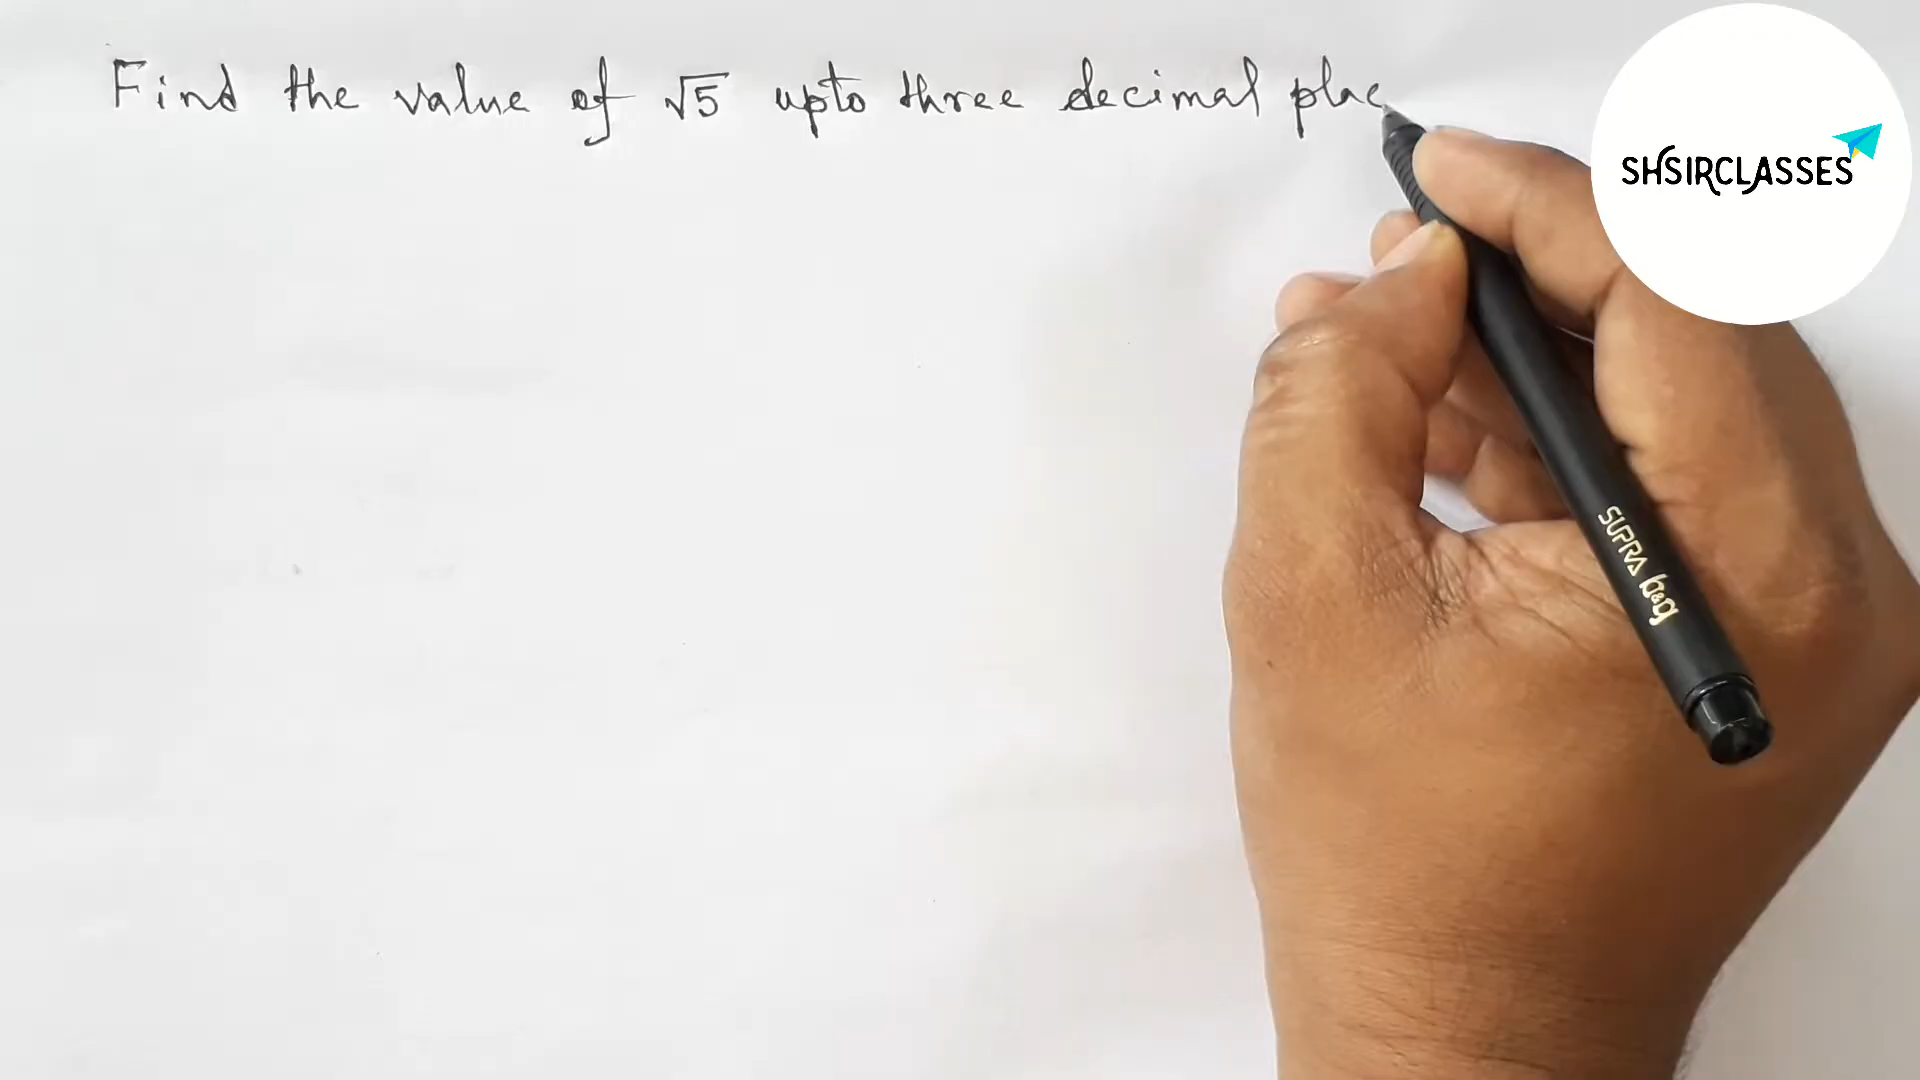 Find the value of √5 upto three decimal plac
SHSIRCLASSES
SUPRA b&g